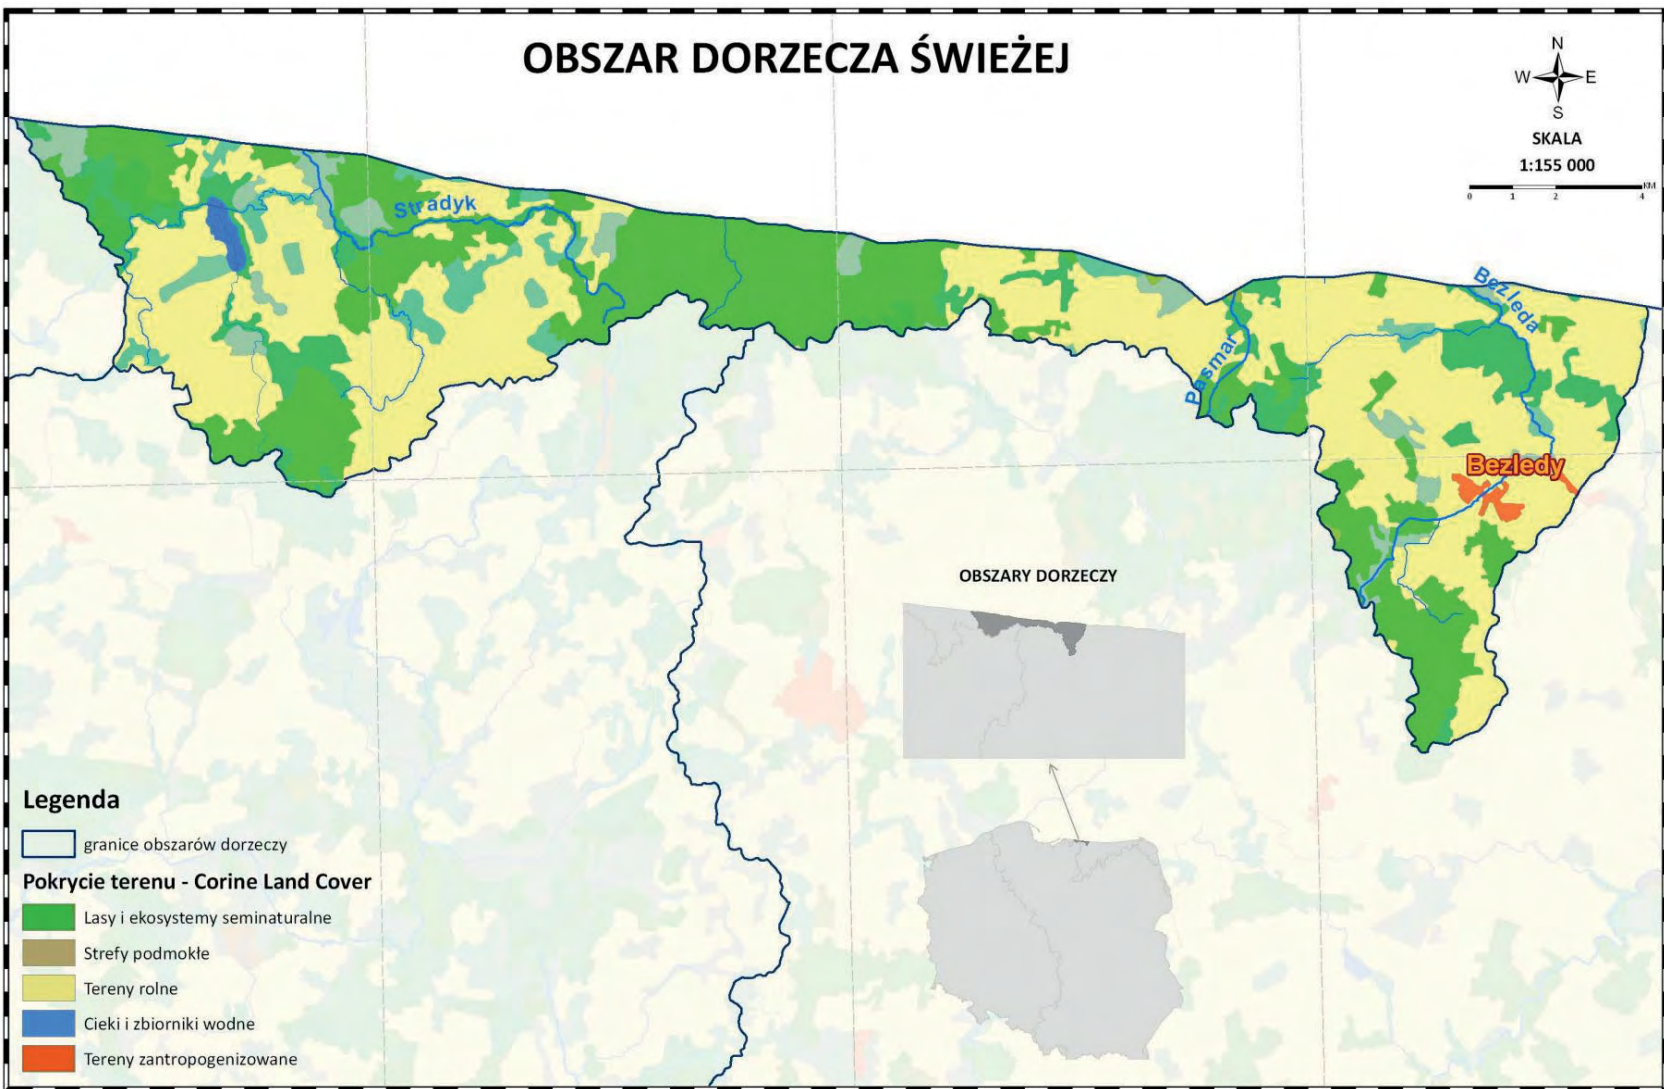 OBSZAR DORZECZA ŚWIEŻEJ
N
W E
S
SKALA
1:155 000
KM
0 1 2 4
Stradyk
Bezleda
Pasmar
Bezledy
OBSZARY DORZECZY
Legenda
granice obszarów dorzeczy
Pokrycie terenu - Corine Land Cover
Lasy i ekosystemy seminaturalne
Strefy podmokłe
Tereny rolne
Cieki i zbiorniki wodne
Tereny zantropogenizowane